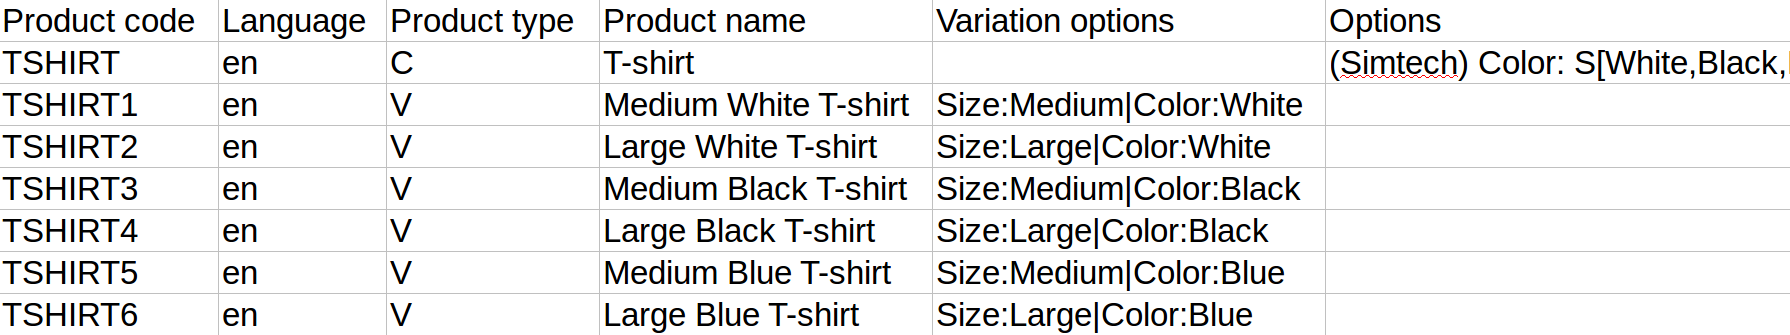 Product code Language Product type Product name Variation options Options
TSHIRT en C T-shirt (Simtech) Color: S[White,Black,
TSHIRT1 en V Medium White T-shirt Size:Medium|Color:White
TSHIRT2 en V Large White T-shirt Size:Large|Color:White
TSHIRT3 en V Medium Black T-shirt Size:Medium|Color:Black
TSHIRT4 en V Large Black T-shirt Size:Large|Color:Black
TSHIRT5 en V Medium Blue T-shirt Size:Medium|Color:Blue
TSHIRT6 en V Large Blue T-shirt Size:Large|Color:Blue